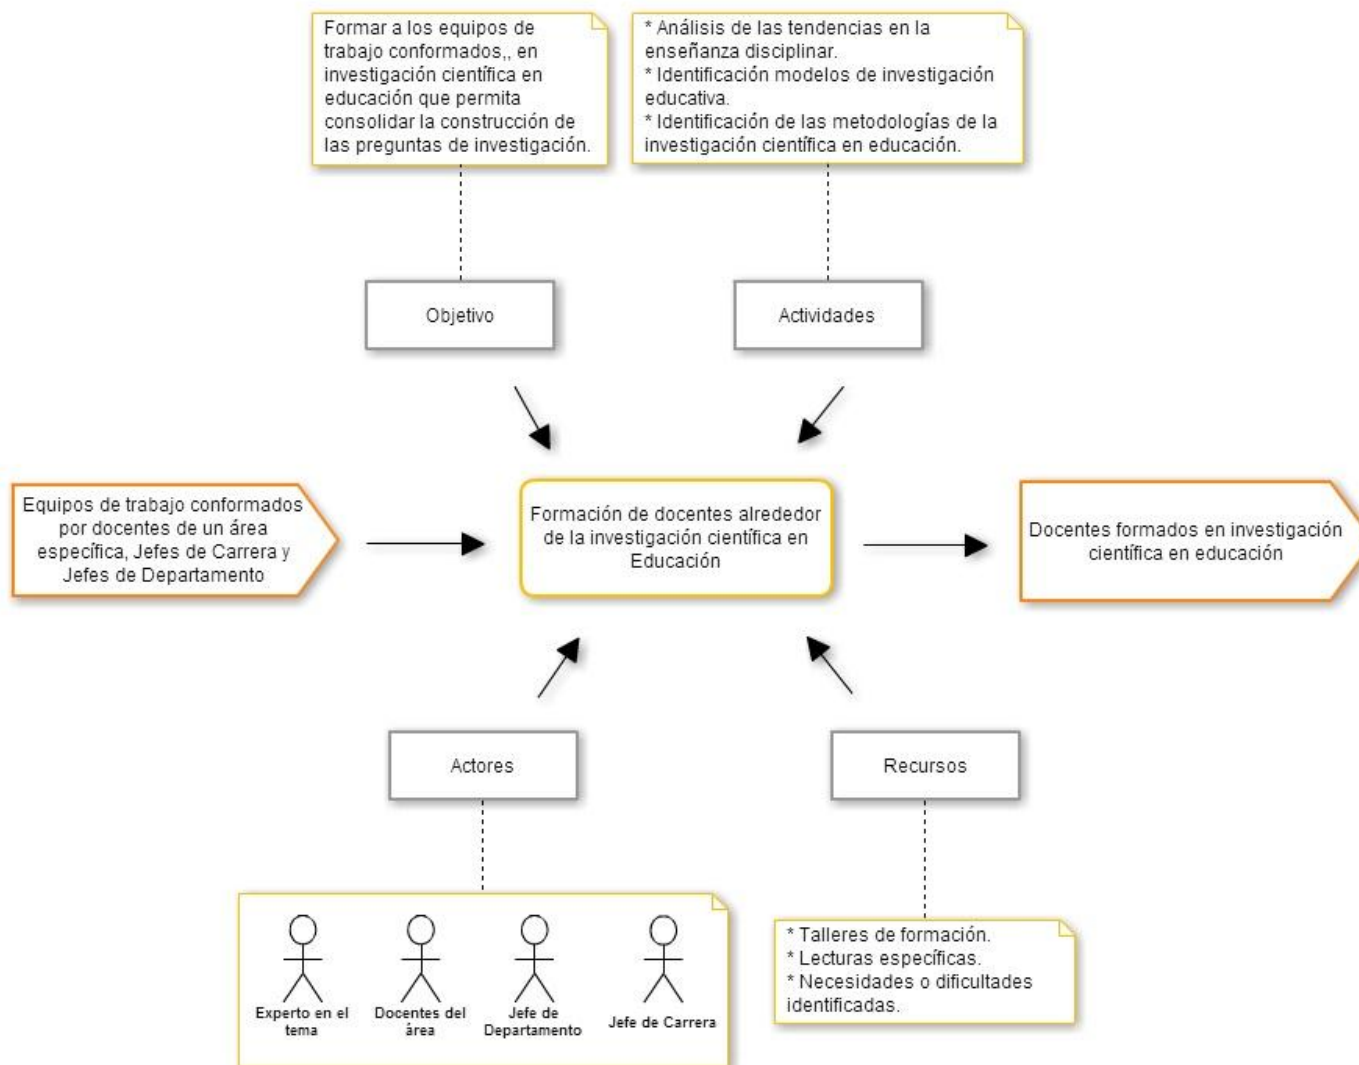 Formar a los equipos de
trabajo conformados,, en
investigación científica en
educación que permita
consolidar la construcción de
las preguntas de investigación.
* Análisis de las tendencias en la
enseñanza disciplinar.
* Identificación modelos de investigación
educativa.
* Identificación de las metodologías de la
investigación científica en educación.
Objetivo
Actividades
Equipos de trabajo conformados
por docentes de un área
específica, Jefes de Carrera y
Jefes de Departamento
Formación de docentes alrededor
de la investigación científica en
Educación
Docentes formados en investigación
científica en educación
Actores
Recursos
Experto en el
tema
Docentes del
área
Jefe de
Departamento
Jefe de Carrera
* Talleres de formación.
* Lecturas específicas.
* Necesidades o dificultades
identificadas.